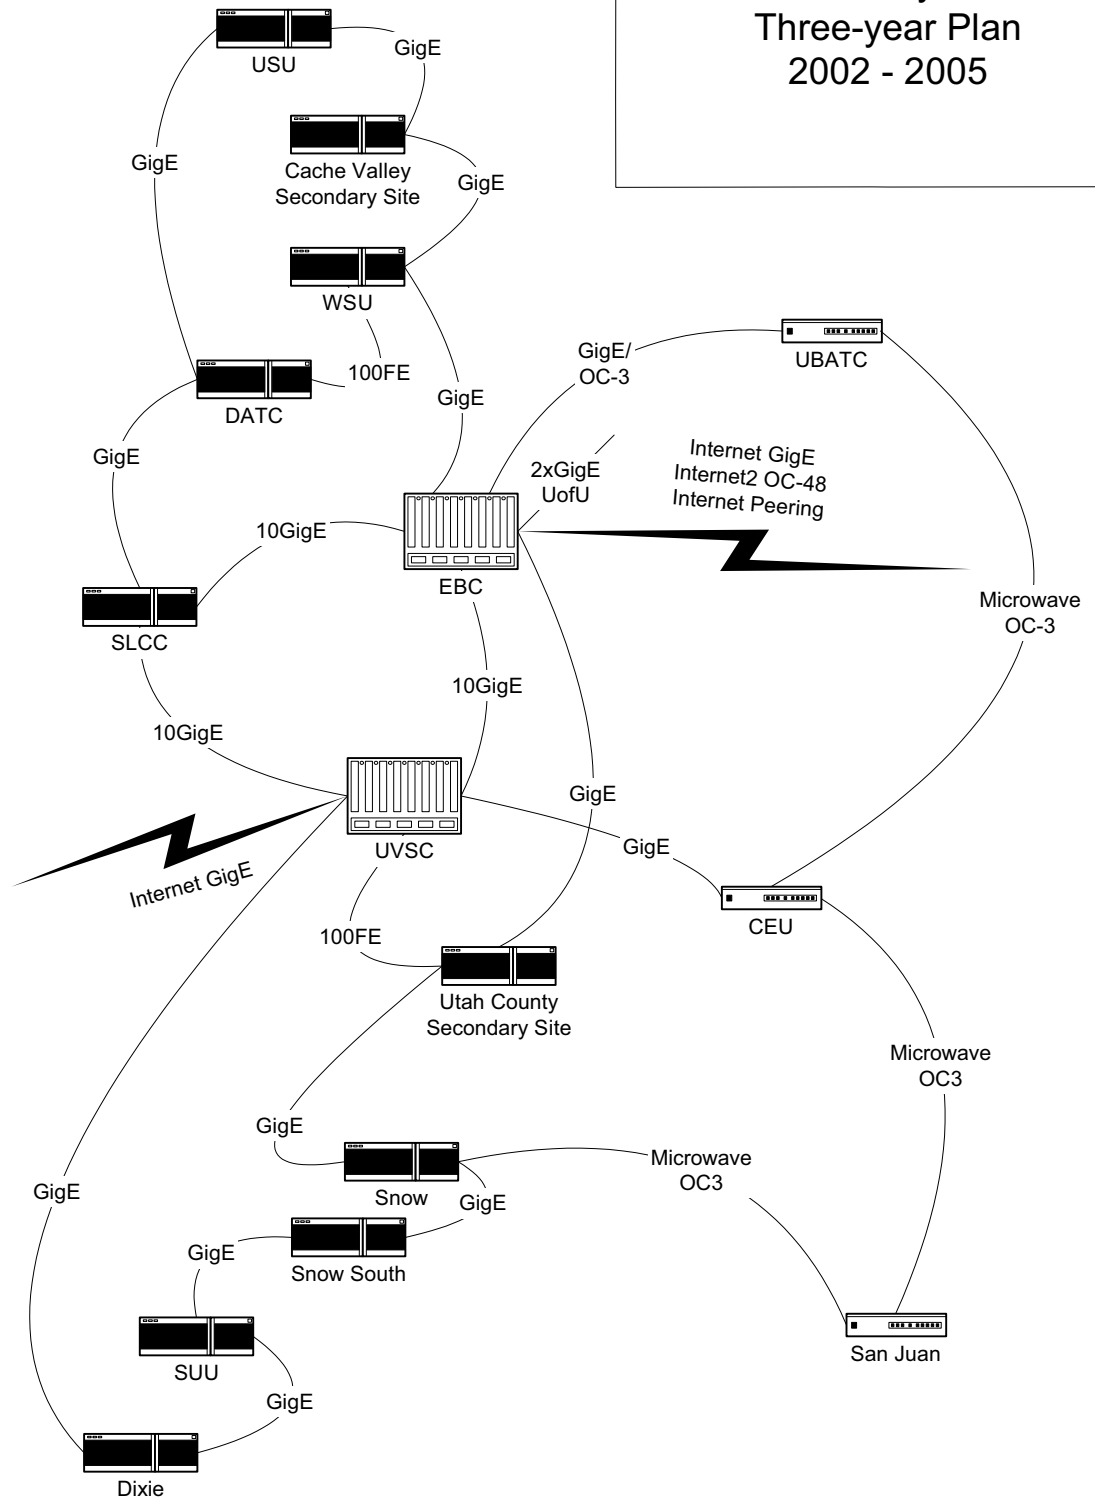 Three-year Plan
2002 - 2005
USU
GigE
Cache Valley
Secondary Site
GigE
GigE
WSU
100FE
DATC
GigE
GigE
GigE/
OC-3
UBATC
2xGigE
UofU
Internet GigE
Internet2 OC-48
Internet Peering
10GigE
EBC
Microwave
OC-3
SLCC
10GigE
10GigE
GigE
UVSC
GigE
Internet GigE
CEU
100FE
Utah County
Secondary Site
Microwave
OC3
GigE
Microwave
OC3
GigE
Snow
GigE
GigE
Snow South
San Juan
SUU
GigE
Dixie